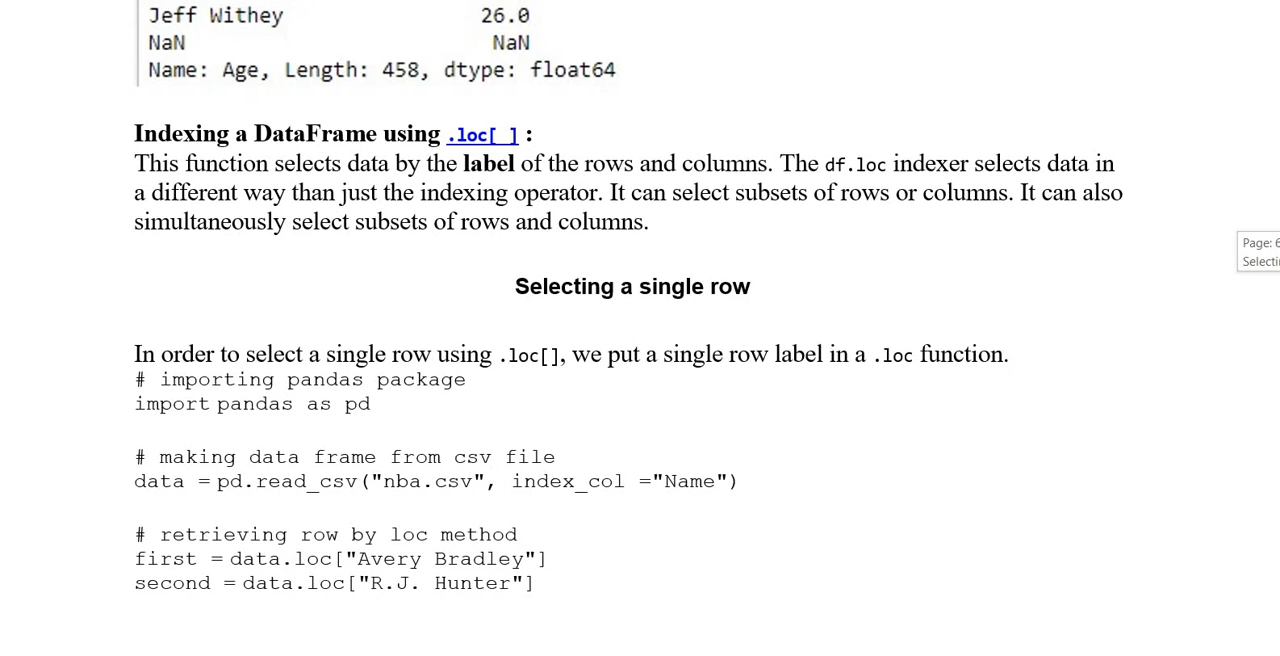 Jeff Withey 26.0
NaN NaN
Name: Age, Length: 458, dtype: float64
Indexing a DataFrame using .loc[ ] :
This function selects data by the label of the rows and columns. The df.loc indexer selects data in
a different way than just the indexing operator. It can select subsets of rows or columns. It can also
simultaneously select subsets of rows and columns.
Page: 6
Selecti
Selecting a single row
In order to select a single row using .loc[], we put a single row label in a .loc function.
# importing pandas package
import pandas as pd
# making data frame from csv file
data = pd.read_csv("nba.csv", index_col ="Name")
# retrieving row by loc method
first = data.loc["Avery Bradley"]
second = data.loc["R.J. Hunter"]